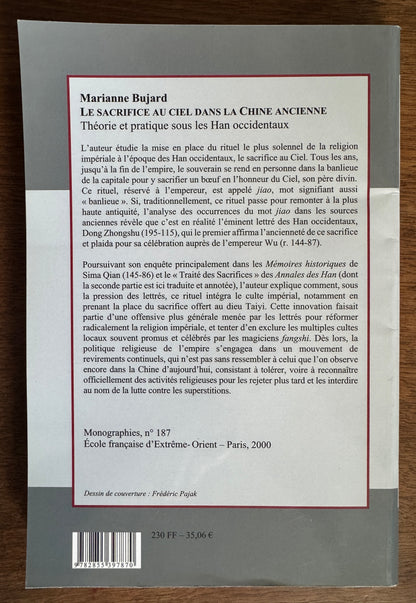 Marianne Bujard
LE SACRIFICE AU CIEL DANS LA CHINE ANCIENNE
Théorie et pratique sous les Han occidentaux
L'auteur étudie la mise en place du rituel le plus solennel de la religion
impériale à l'époque des Han occidentaux, le sacrifice au Ciel. Tous les ans,
jusqu'à la fin de l'empire, le souverain se rend en personne dans la banlieue
de la capitale pour y sacrifier un bœuf en l'honneur du Ciel, son père divin.
Ce rituel, réservé à l'empereur, est appelé jiao, mot signifiant aussi
« banlieue ». Si, traditionnellement, ce rituel passe pour remonter à la plus
haute antiquité, l'analyse des occurrences du mot jiao dans les sources
anciennes révèle que c'est en réalité l'éminent lettré des Han occidentaux,
Dong Zhongshu (195-115), qui le premier affirma l'ancienneté de ce sacrifice
et plaida pour sa célébration auprès de l'empereur Wu (r. 144-87).
Poursuivant son enquête principalement dans les Mémoires historiques de
Sima Qian (145-86) et le « Traité des Sacrifices » des Annales des Han (dont
la seconde partie est ici traduite et annotée), l'auteur explique comment, sous
la pression des lettrés, ce rituel intégra le culte impérial, notamment en
prenant la place du sacrifice offert au dieu Taiyi. Cette innovation faisait
partie d'une offensive plus générale menée par les lettrés pour réformer
radicalement la religion impériale, et tenter d'en exclure les multiples cultes
locaux souvent promus et célébrés par les magiciens fangshi. Dès lors, la
politique religieuse de l'empire s'engagea dans un mouvement de
revirements continuels, qui n'est pas sans ressembler à celui que l'on observe
encore dans la Chine d'aujourd'hui, consistant à tolérer, voire à reconnaître
officiellement des activités religieuses pour les rejeter plus tard et les interdire
au nom de la lutte contre les superstitions.
Monographies, n° 187
École française d'Extrême-Orient – Paris, 2000
Dessin de couverture : Frédéric Pajak
230 FF – 35,06 €
9782855397870